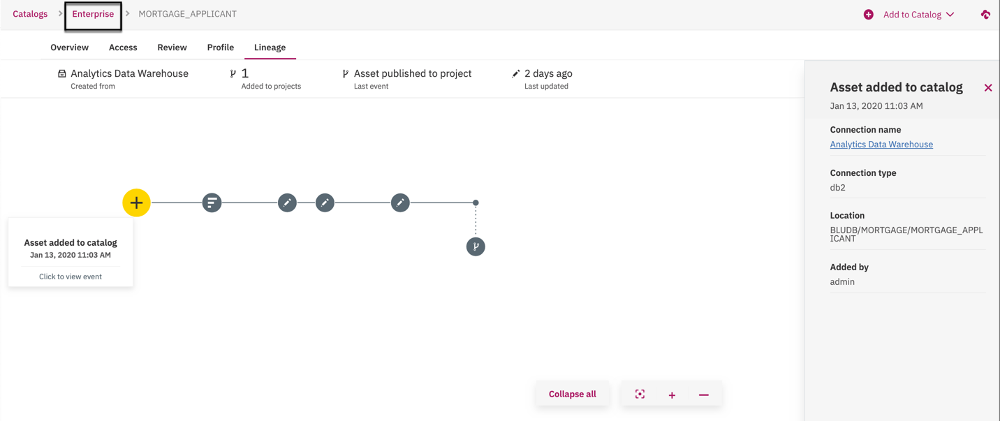 Catalogs > Enterprise > MORTGAGE_APPLICANT
Add to Catalog
Overview Access Review Profile Lineage
Analytics Data Warehouse
Created from
1
Added to projects
Asset published to project
Last event
2 days ago
Last updated
Asset added to catalog
Jan 13, 2020 11:03 AM
Click to view event
Collapse all
Asset added to catalog
Jan 13, 2020 11:03 AM
Connection name
Analytics Data Warehouse
Connection type
db2
Location
BLUDB/MORTGAGE/MORTGAGE_APPL
ICANT
Added by
admin